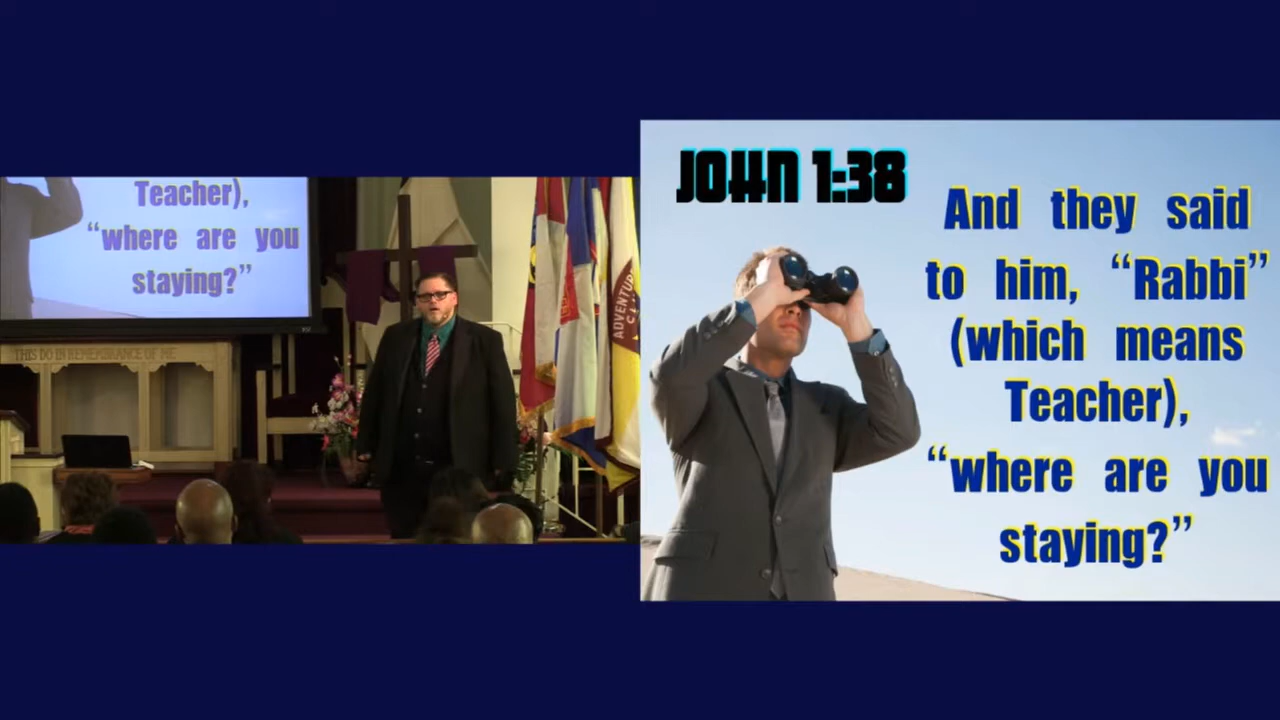 Teacher),
“where are you
staying?”
THIS DO IN REMEMBRANCE OF ME
ADVENTURE
JOHN 1:38
And they said
to him, “Rabbi”
(which means
Teacher),
“where are you
staying?”